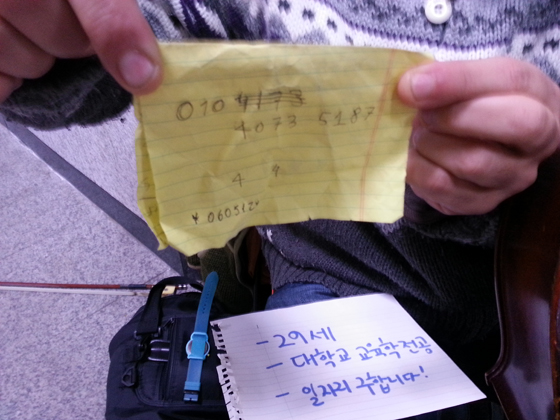 010
4073 5187
4 9
- 29세
- 대학교 교육학 전공
- 일자리 구합니다!